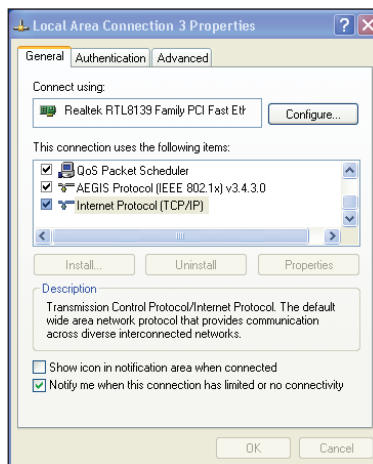 Local Area Connection 3 Properties
General Authentication Advanced
Connect using:
Realtek RTL8139 Family PCI Fast Eth Configure...
This connection uses the following items:
QoS Packet Scheduler
AEGIS Protocol (IEEE 802.1x) v3.4.3.0
Internet Protocol (TCP/IP)
Install... Uninstall Properties
Description
Transmission Control Protocol/Internet Protocol. The default
wide area network protocol that provides communication
across diverse interconnected networks.
Show icon in notification area when connected
Notify me when this connection has limited or no connectivity
OK Cancel